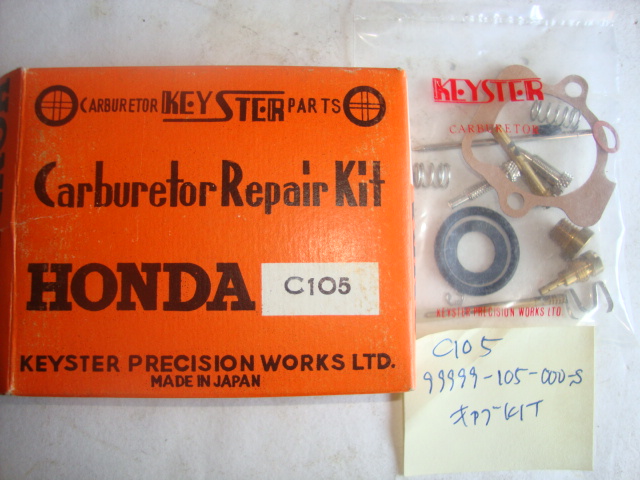 CARBURETOR KEYSTER PARTS
Carburetor Repair Kit
HONDA C105
KEYSTER PRECISION WORKS LTD.
MADE IN JAPAN
KEYSTER
CARBURETOR
KEYSTER PRECISION WORKS LTD.
C105
99999-105-000-S
キャブKIT